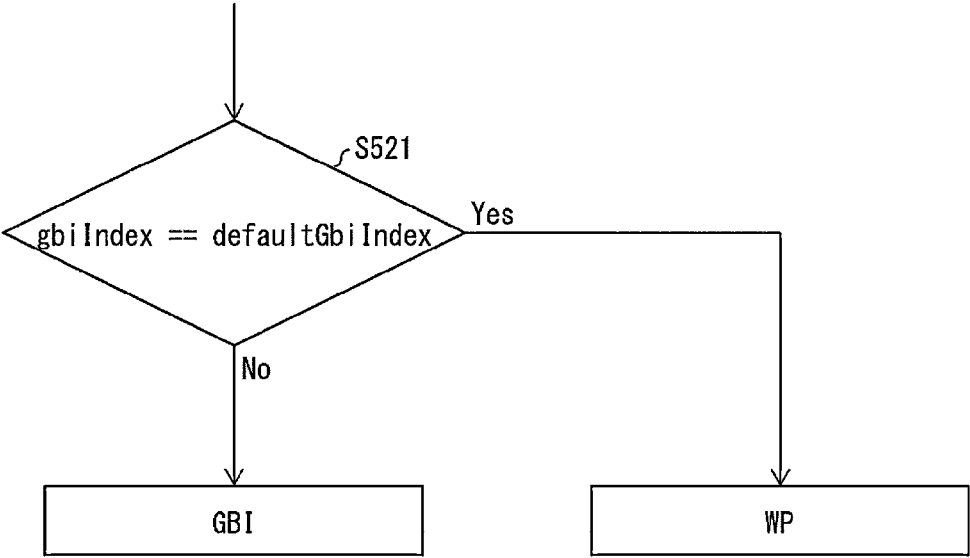 S521
gbiIndex == defaultGbiIndex
Yes
No
GBI
WP